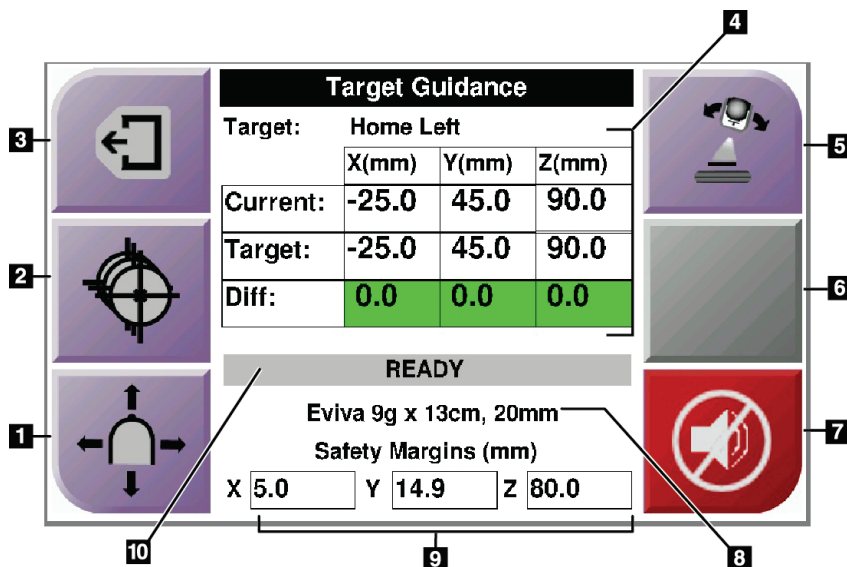 4
Target Guidance
3
Target: Home Left
5
X(mm) Y(mm) Z(mm)
Current: -25.0 45.0 90.0
2
Target: -25.0 45.0 90.0
6
Diff: 0.0 0.0 0.0
READY
Eviva 9g x 13cm, 20mm
1
7
Safety Margins (mm)
X 5.0 Y 14.9 Z 80.0
10
9
8